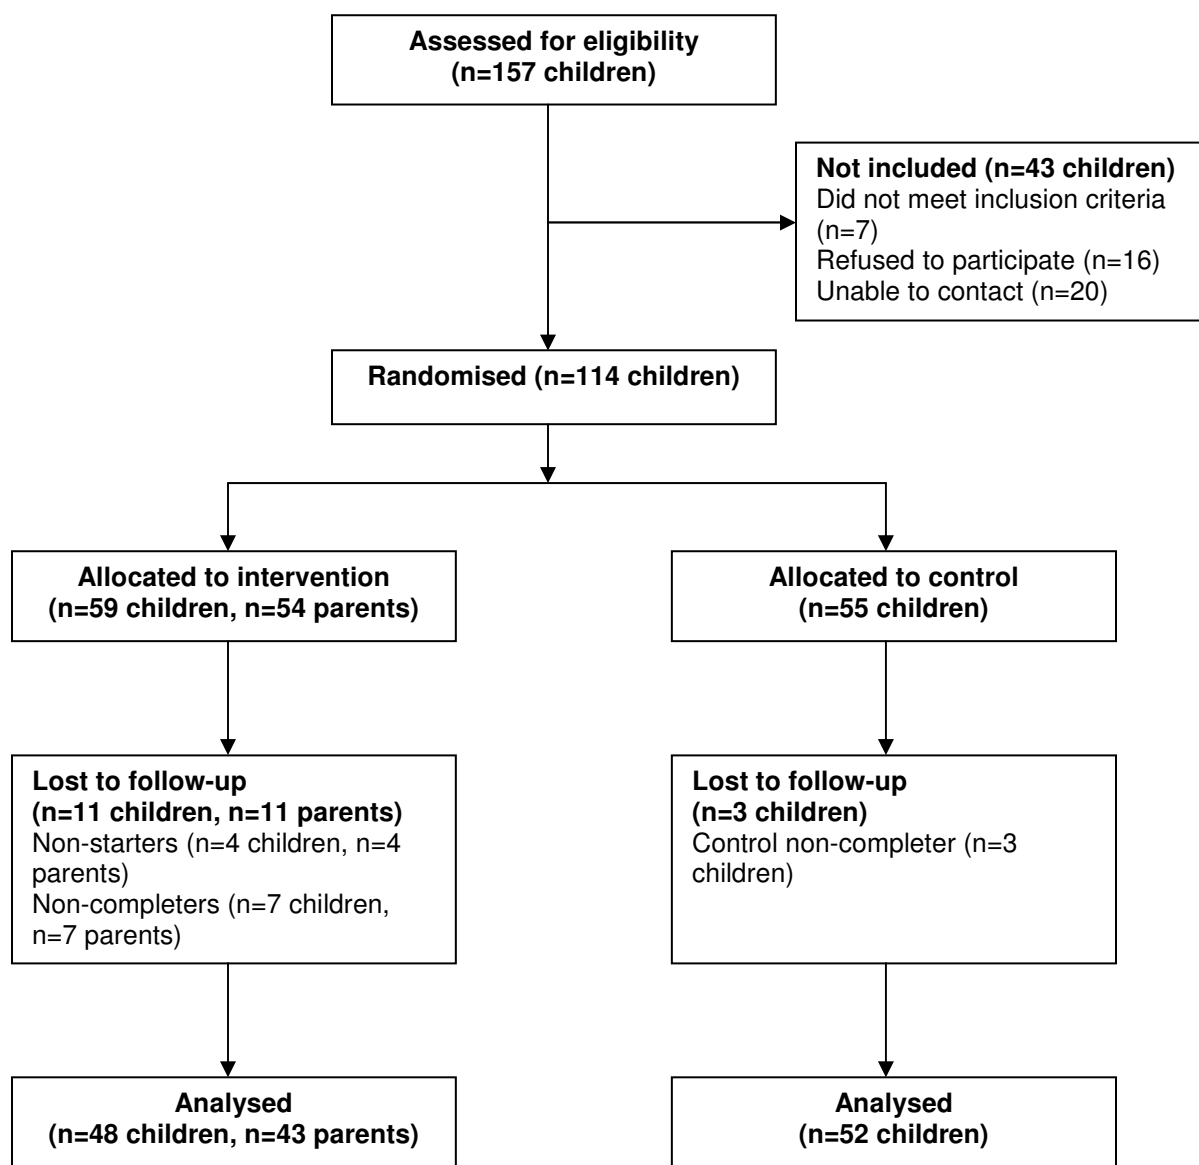 Assessed for eligibility
(n=157 children)
Not included (n=43 children)
Did not meet inclusion criteria
(n=7)
Refused to participate (n=16)
Unable to contact (n=20)
Randomised (n=114 children)
Allocated to intervention
(n=59 children, n=54 parents)
Allocated to control
(n=55 children)
Lost to follow-up
(n=11 children, n=11 parents)
Non-starters (n=4 children, n=4
parents)
Non-completers (n=7 children,
n=7 parents)
Lost to follow-up
(n=3 children)
Control non-completer (n=3
children)
Analysed
(n=48 children, n=43 parents)
Analysed
(n=52 children)